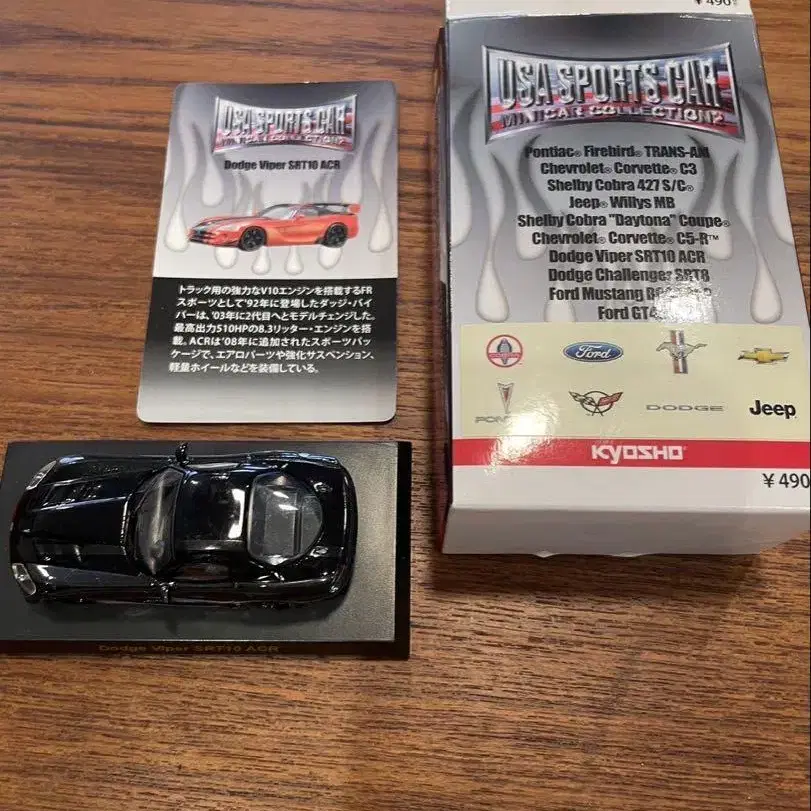 USA SPORTS CAR
MINICAR COLLECTION2
Dodge Viper SRT10 ACR
トラック用の強力なV10エンジンを搭載するFR
スポーツとして'92年に登場したダッジ・バイ
パーは、'03年に2代目へとモデルチェンジした。
最高出力510HPの8.3リッター・エンジンを搭
載。ACRは'08年に追加されたスポーツパッ
ケージで、エアロパーツや強化サスペンション、
軽量ホイールなどを装備している。
Dodge Viper SRT10 ACR
¥490
USA SPORTS CAR
MINICAR COLLECTION2
Pontiac® Firebird® TRANS-AM
Chevrolet® Corvette® C3
Shelby Cobra 427 S/C®
Jeep® Willys MB
Shelby Cobra "Daytona" Coupe®
Chevrolet® Corvette® C5-R™
Dodge Viper SRT10 ACR
Dodge Challenger SRT8
Ford Mustang
Ford GT4
Ford
DODGE
Jeep
KYOSHO
¥490